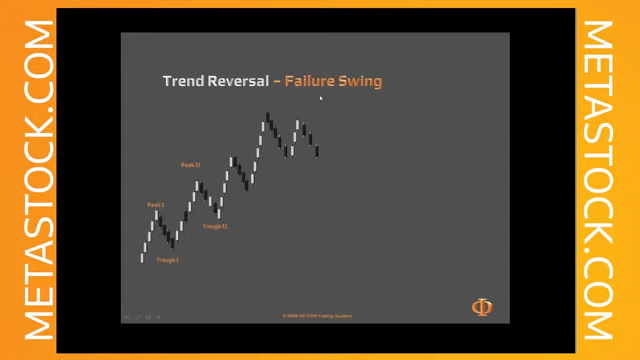 METASTOCK.COM
Trend Reversal – Failure Swing
Peak II
Peak I
Trough II
Trough I
METASTOCK.COM